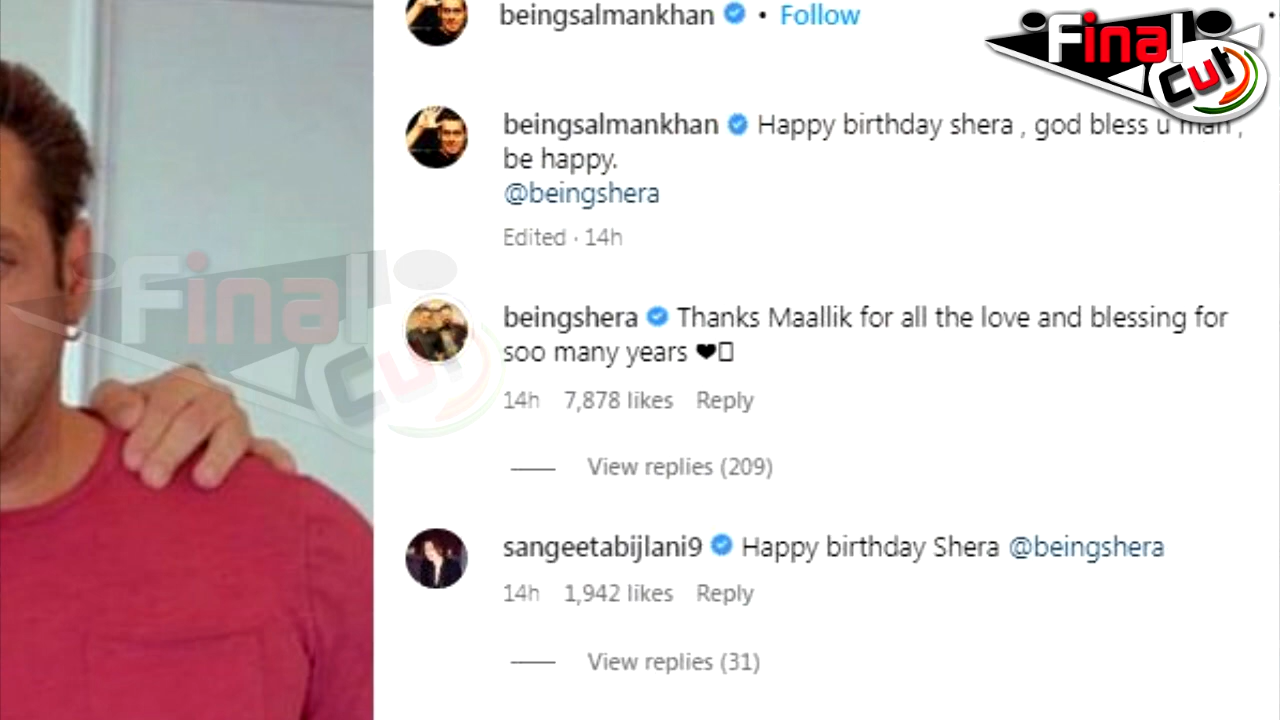 beingsalmankhan • Follow
Final Cut
beingsalmankhan Happy birthday shera , god bless u man ,
be happy.
@beingshera
Edited · 14h
Final Cut
beingshera Thanks Maallik for all the love and blessing for
soo many years ❤
14h 7,878 likes Reply
View replies (209)
sangeetabijlani9 Happy birthday Shera @beingshera
14h 1,942 likes Reply
View replies (31)